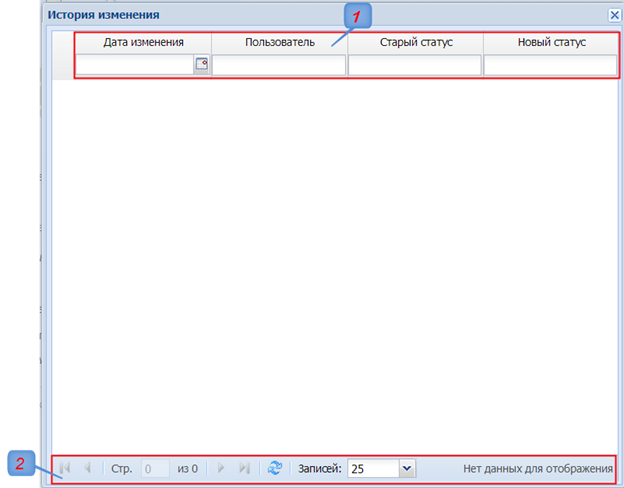 История изменения
1
Дата изменения Пользователь Старый статус Новый статус
2
Стр. 0 из 0 Записей: 25 Нет данных для отображения